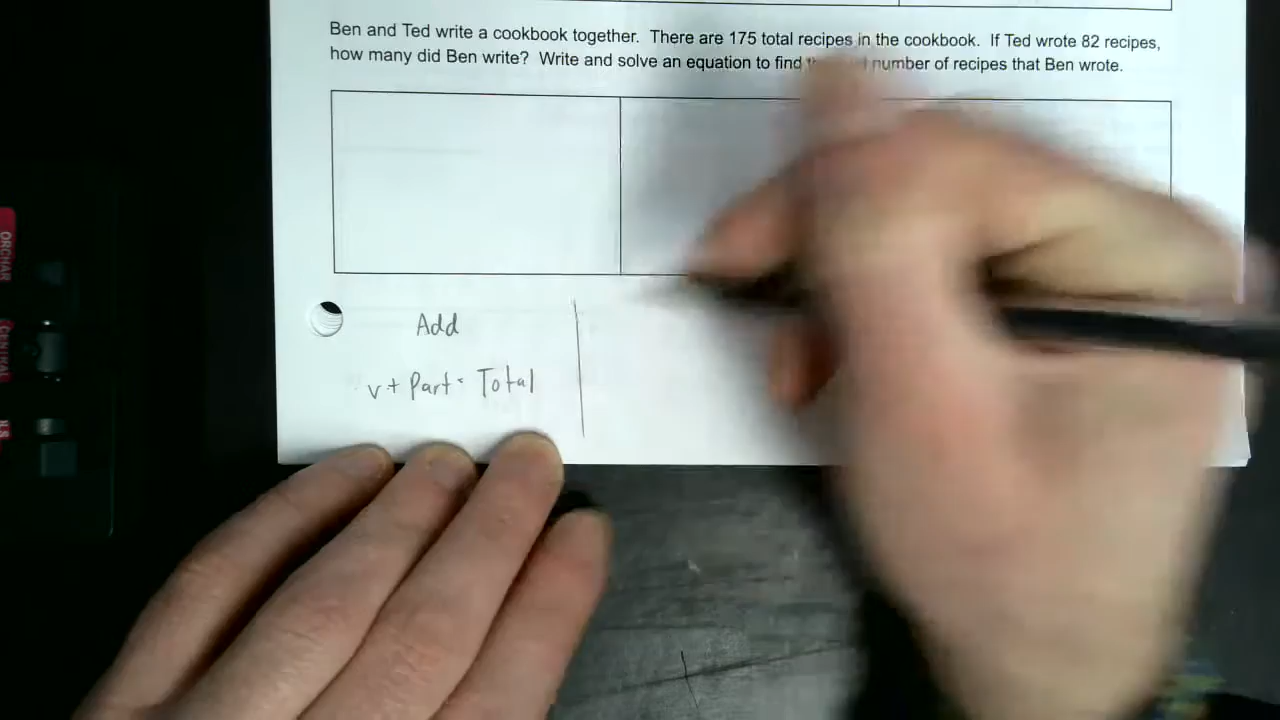 Ben and Ted write a cookbook together. There are 175 total recipes in the cookbook. If Ted wrote 82 recipes,
how many did Ben write? Write and solve an equation to find number of recipes that Ben wrote.
Add
v + Part = Total
ORCHAR
CENTRAL